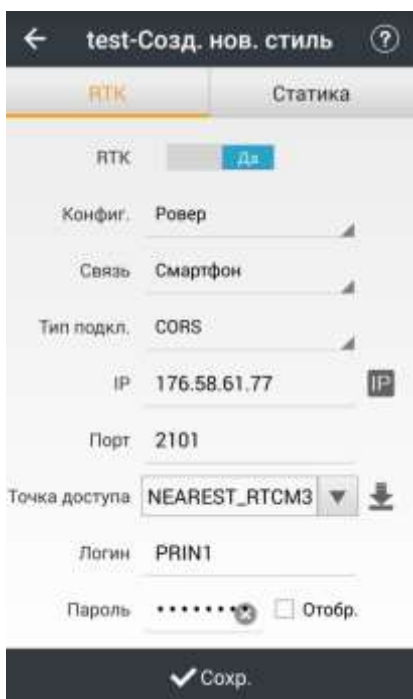 test-Созд. нов. стиль ?
RTK Статика
RTK Да
Конфиг. Ровер
Связь Смартфон
Тип подкл. CORS
IP 176.58.61.77 IP
Порт 2101
Точка доступа NEAREST_RTCM3
Логин PRIN1
Пароль •••••••• Отобр.
Сохр.